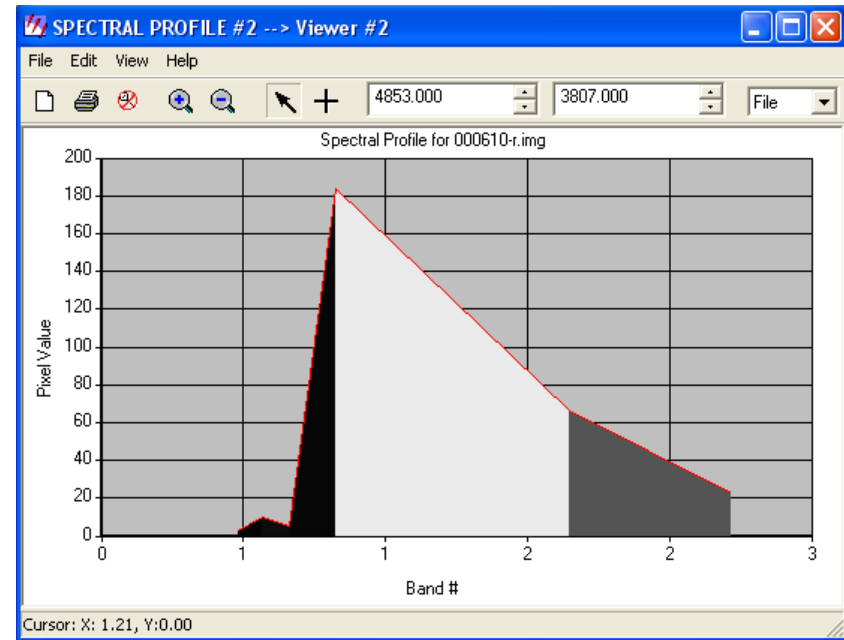 SPECTRAL PROFILE #2 --> Viewer #2
File Edit View Help
4853.000 3807.000 File
Spectral Profile for 000610-r.img
200
180
160
140
120
100
80
60
40
20
0
Pixel Value
0 1 1 2 2 3
Band #
Cursor: X: 1.21, Y:0.00